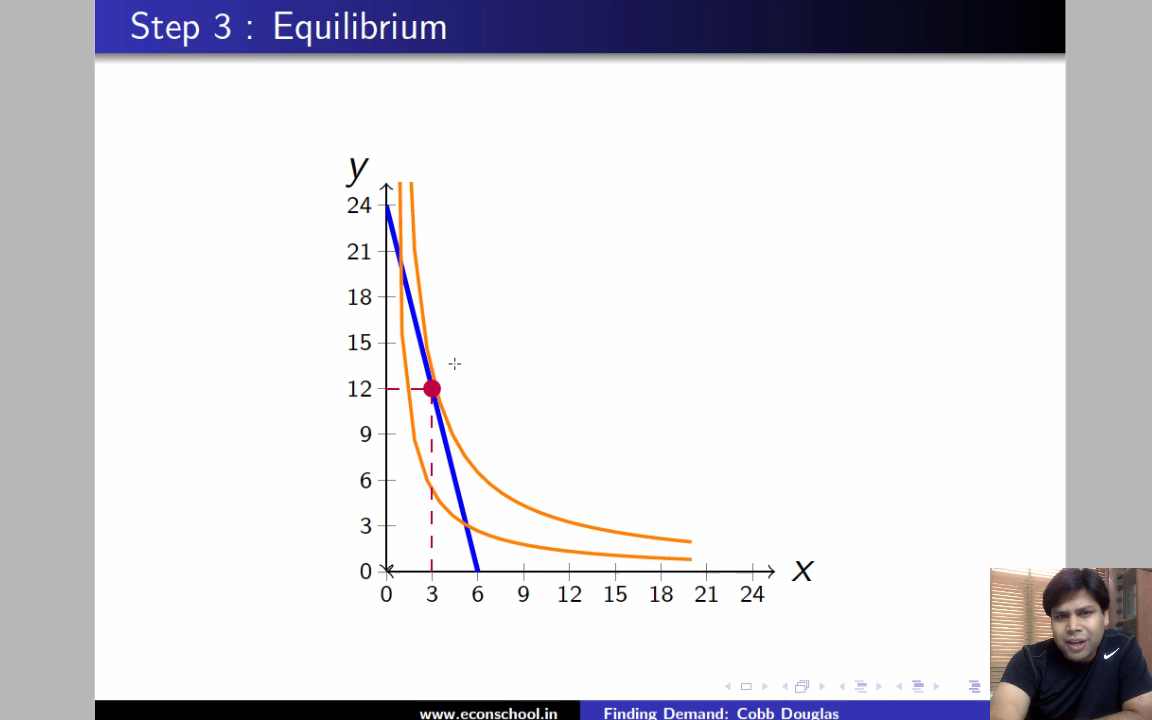 Step 3 : Equilibrium
y
24
21
18
15
12
9
6
3
0
0 3 6 9 12 15 18 21 24
x
www.econschool.in Finding Demand: Cobb Douglas